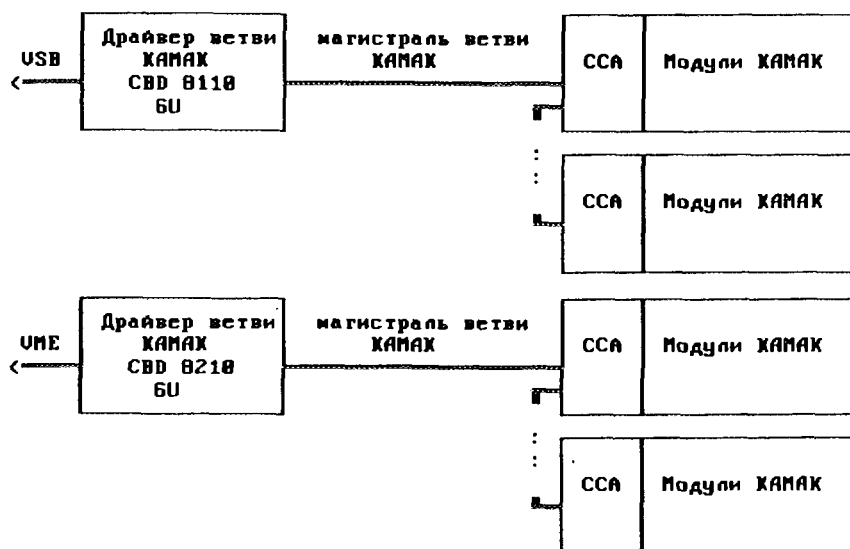 VSB
Драйвер ветви
КАМАК
CBD 8110
6U
магистраль ветви
КАМАК
CCA
Модули КАМАК
CCA
Модули КАМАК
VME
Драйвер ветви
КАМАК
CBD 8210
6U
магистраль ветви
КАМАК
CCA
Модули КАМАК
CCA
Модули КАМАК